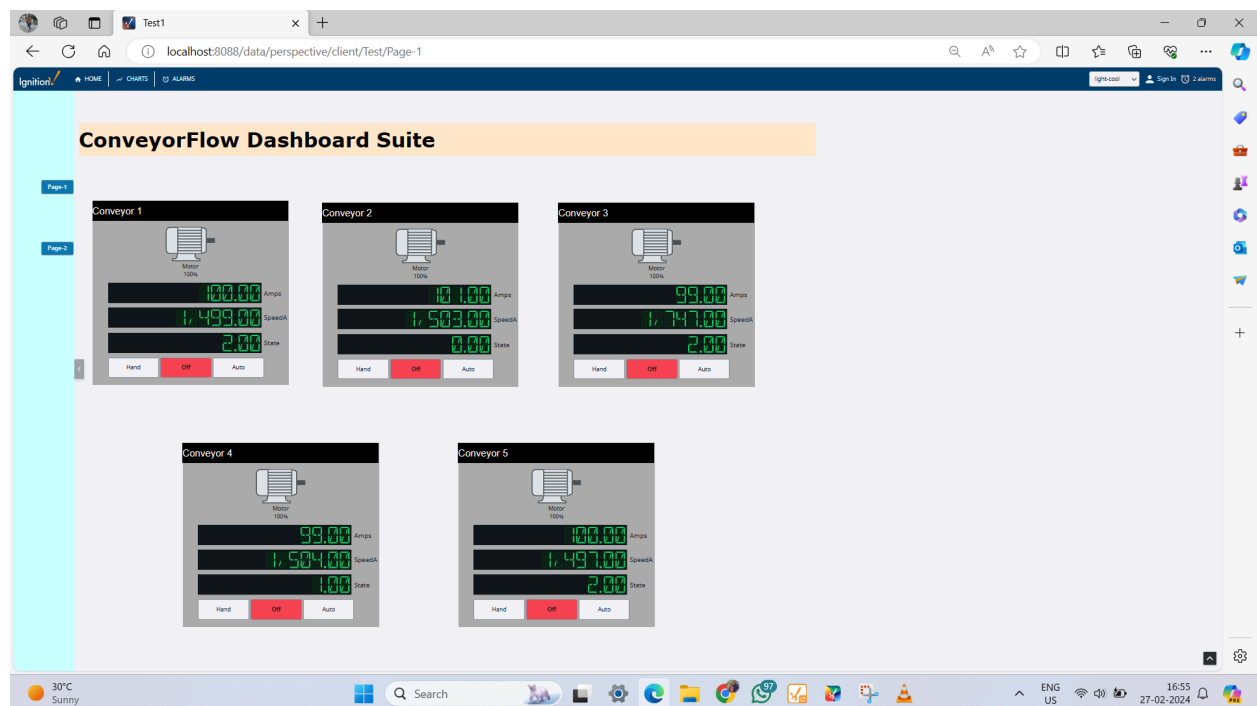 Test1
localhost:8088/data/perspective/client/Test/Page-1
Ignition HOME CHARTS ALARMS light-cool Sign In 2 alarms
ConveyorFlow Dashboard Suite
Page-1
Page-2
Conveyor 1
Motor
100%
100.00 Amps
1,499.00 SpeedA
2.00 State
Hand Off Auto
Conveyor 2
Motor
100%
101.00 Amps
1,503.00 SpeedA
0.00 State
Hand Off Auto
Conveyor 3
Motor
100%
99.00 Amps
1,747.00 SpeedA
2.00 State
Hand Off Auto
Conveyor 4
Motor
100%
99.00 Amps
1,504.00 SpeedA
1.00 State
Hand Off Auto
Conveyor 5
Motor
100%
100.00 Amps
1,497.00 SpeedA
2.00 State
Hand Off Auto
30°C
Sunny
Search
97
ENG
US
16:55
27-02-2024
PRE